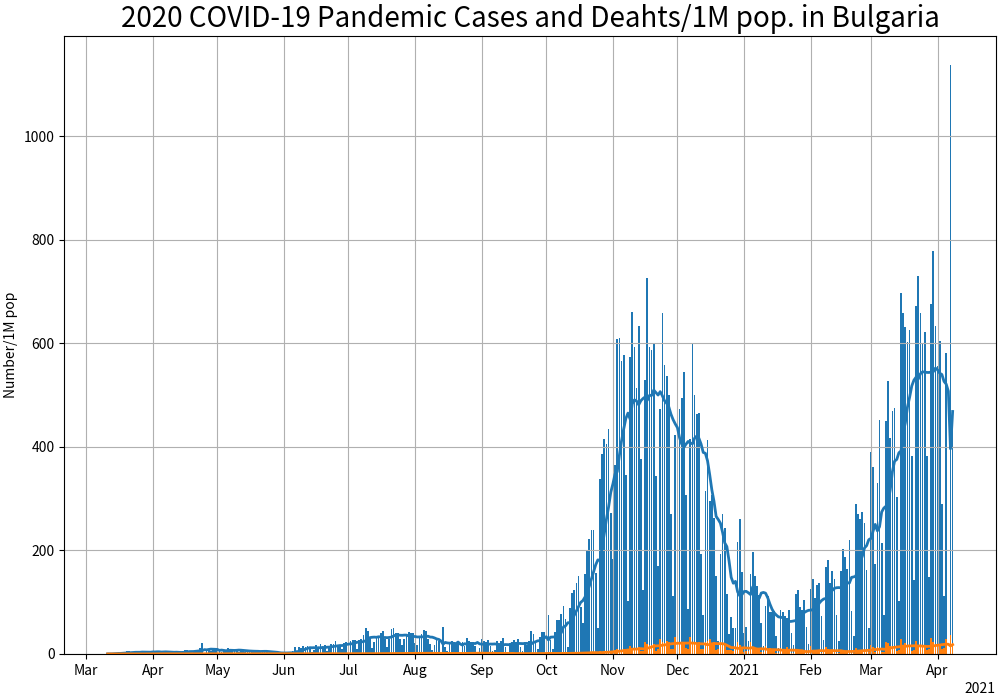 2020 COVID-19 Pandemic Cases and Deahts/1M pop. in Bulgaria
Number/1M pop
1000
800
600
400
200
0
Mar Apr May Jun Jul Aug Sep Oct Nov Dec 2021 Feb Mar Apr
2021